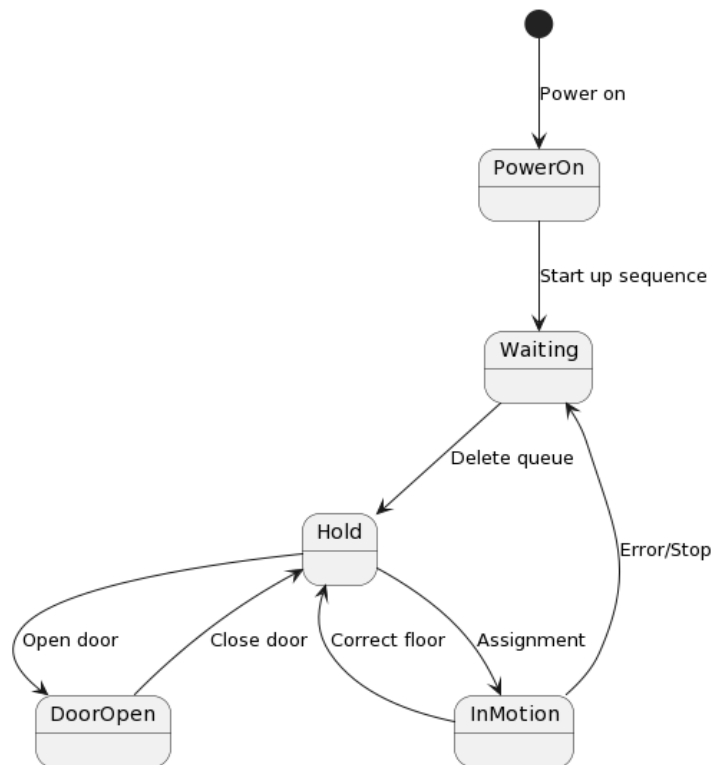 Power on
PowerOn
Start up sequence
Waiting
Delete queue
Hold
Error/Stop
Open door
Close door
Correct floor
Assignment
DoorOpen
InMotion